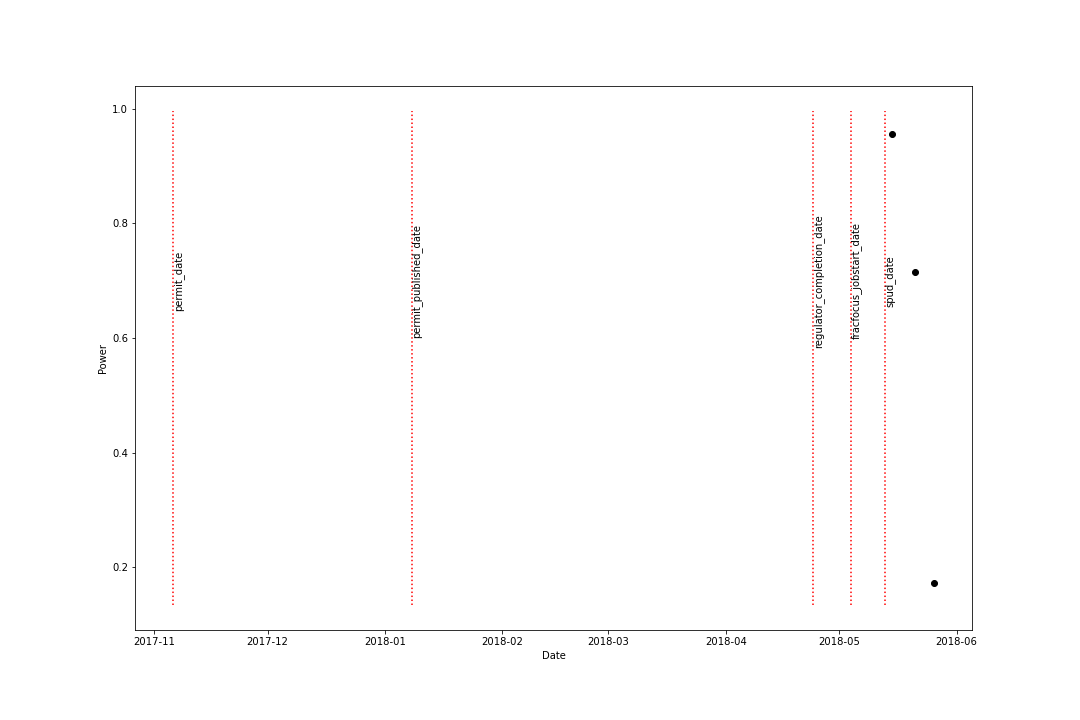 1.0
0.8
0.6
0.4
0.2
Power
permit_date
permit_published_date
regulator_completion_date
fracfocus_jobstart_date
spud_date
2017-11 2017-12 2018-01 2018-02 2018-03 2018-04 2018-05 2018-06
Date